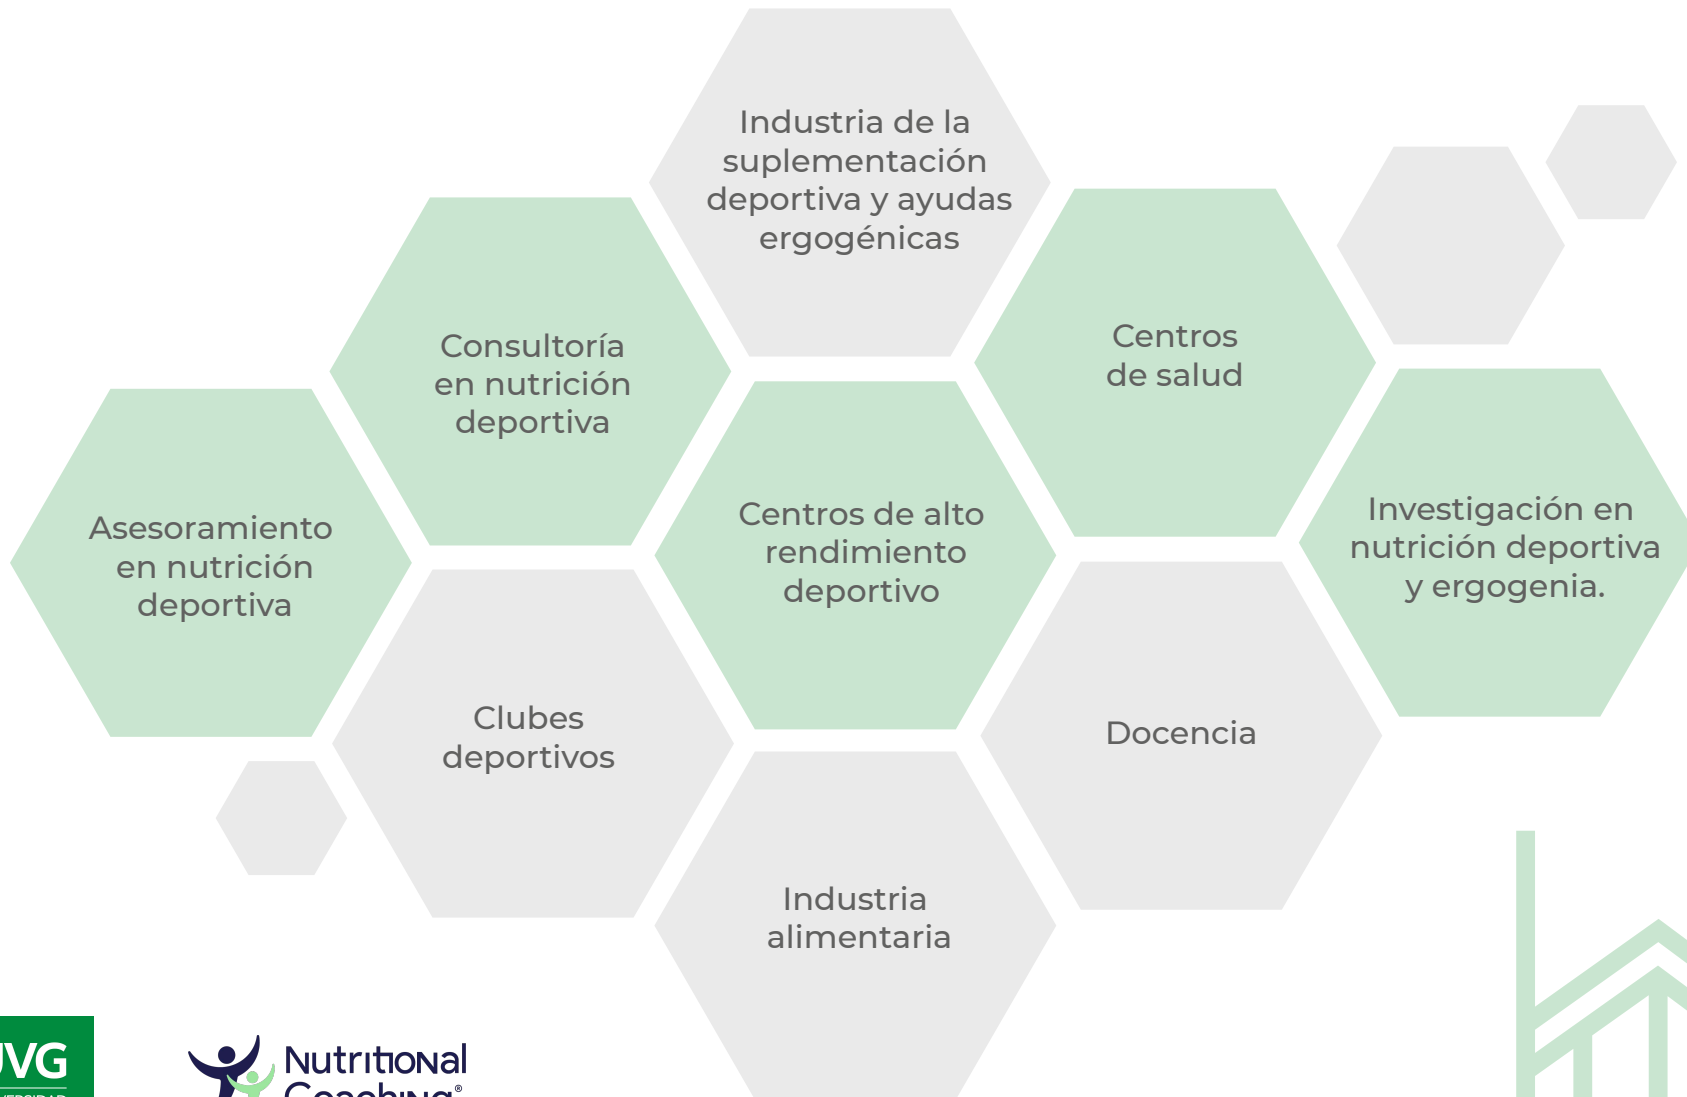 Industria de la
suplementación
deportiva y ayudas
ergogénicas
Consultoría
en nutrición
deportiva
Centros
de salud
Asesoramiento
en nutrición
deportiva
Centros de alto
rendimiento
deportivo
Investigación en
nutrición deportiva
y ergogenia.
Clubes
deportivos
Docencia
Industria
alimentaria
Nutritional
Coaching®